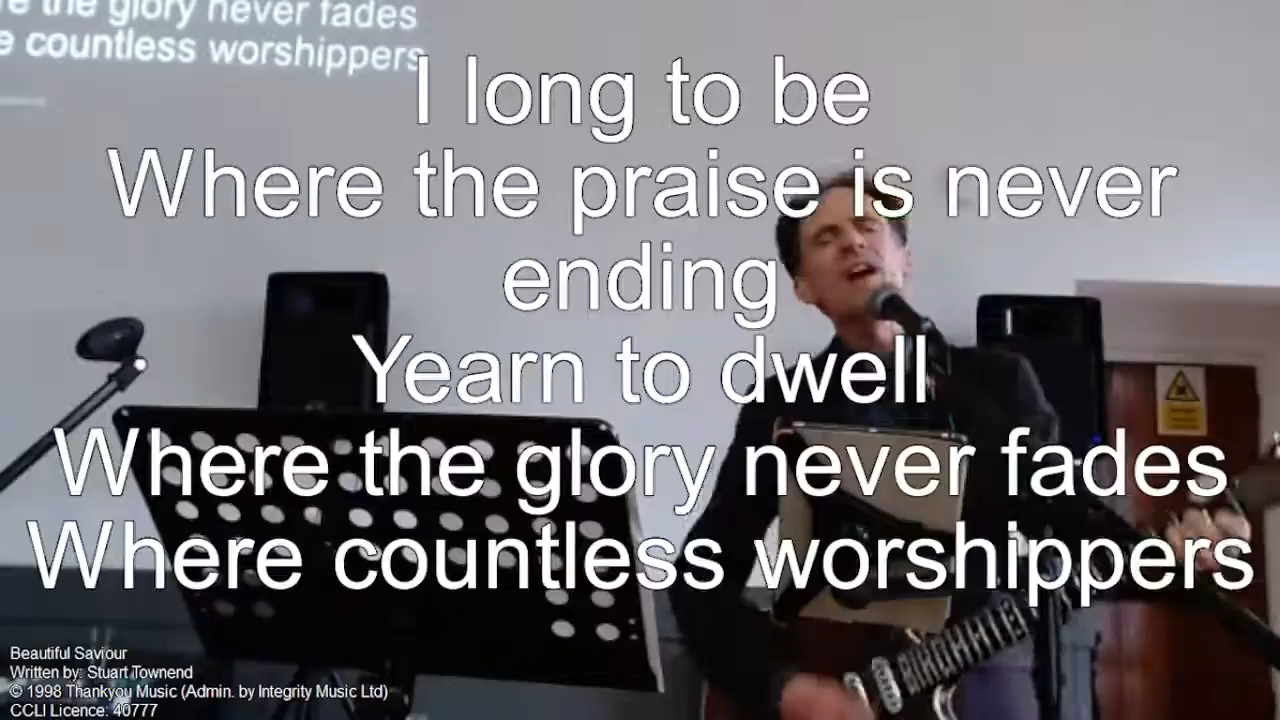 e the glory never fades
e countless worshippers
I long to be
Where the praise is never
ending
Yearn to dwell
Where the glory never fades
Where countless worshippers
Beautiful Saviour
Written by: Stuart Townend
© 1998 Thankyou Music (Admin. by Integrity Music Ltd)
CCLI Licence: 40777